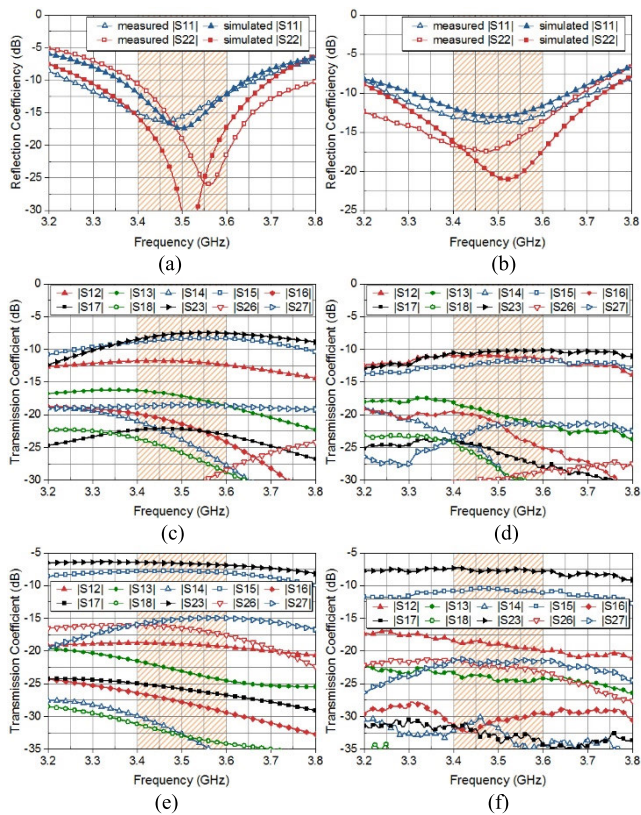 measured |S11| simulated |S11|
measured |S22| simulated |S22|
Reflection Coefficiency (dB)
-5
-10
-15
-20
-25
-30
3.2 3.3 3.4 3.5 3.6 3.7 3.8
Frequency (GHz)
(a)
measured |S11| simulated |S11|
measured |S22| simulated |S22|
Reflection Coefficiency (dB)
0
-5
-10
-15
-20
-25
3.2 3.3 3.4 3.5 3.6 3.7 3.8
Frequency (GHz)
(b)
|S12| |S13| |S14| |S15| |S16|
|S17| |S18| |S23| |S26| |S27|
Transmission Coefficient (dB)
0
-5
-10
-15
-20
-25
-30
3.2 3.3 3.4 3.5 3.6 3.7 3.8
Frequency (GHz)
(c)
|S12| |S13| |S14| |S15| |S16|
|S17| |S18| |S23| |S26| |S27|
Transmission Coefficient (dB)
0
-5
-10
-15
-20
-25
-30
3.2 3.3 3.4 3.5 3.6 3.7 3.8
Frequency (GHz)
(d)
|S12| |S13| |S14| |S15| |S16|
|S17| |S18| |S23| |S26| |S27|
Transmission Coefficient (dB)
-5
-10
-15
-20
-25
-30
-35
3.2 3.3 3.4 3.5 3.6 3.7 3.8
Frequency (GHz)
(e)
|S12| |S13| |S14| |S15| |S16|
|S17| |S18| |S23| |S26| |S27|
Transmission Coefficient (dB)
-5
-10
-15
-20
-25
-30
-35
3.2 3.3 3.4 3.5 3.6 3.7 3.8
Frequency (GHz)
(f)